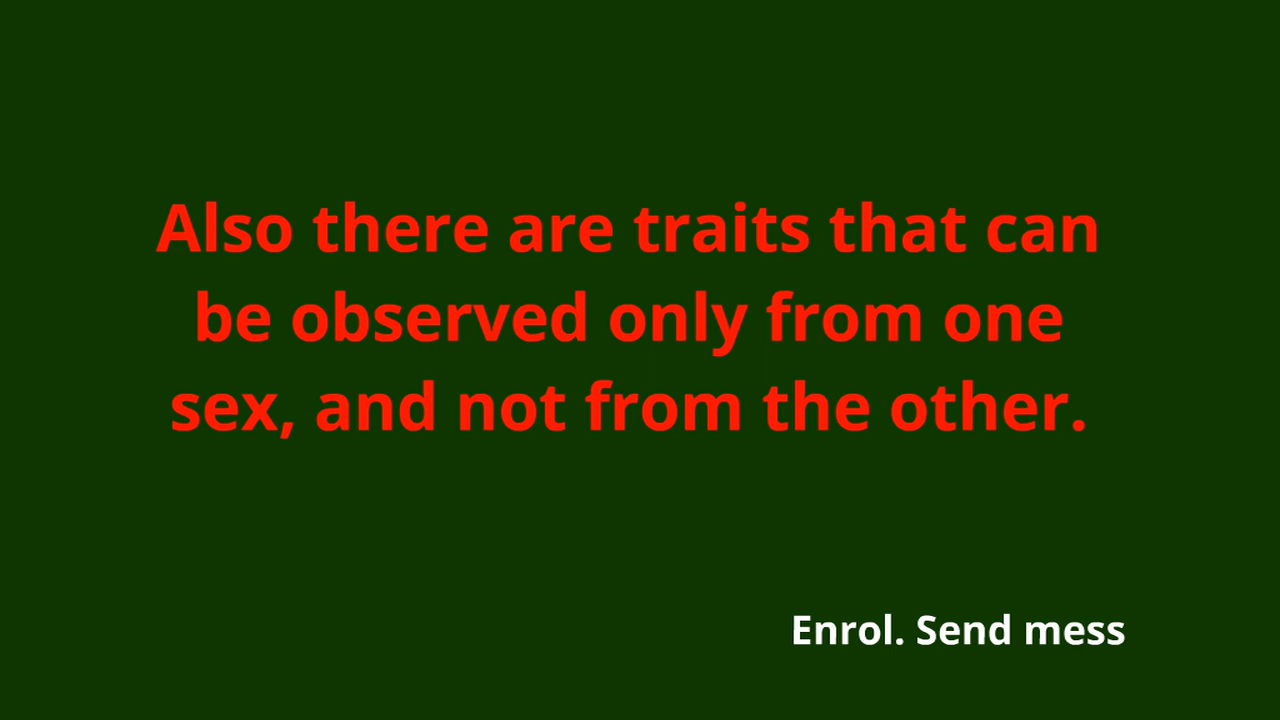 Also there are traits that can
be observed only from one
sex, and not from the other.
Enrol. Send mess